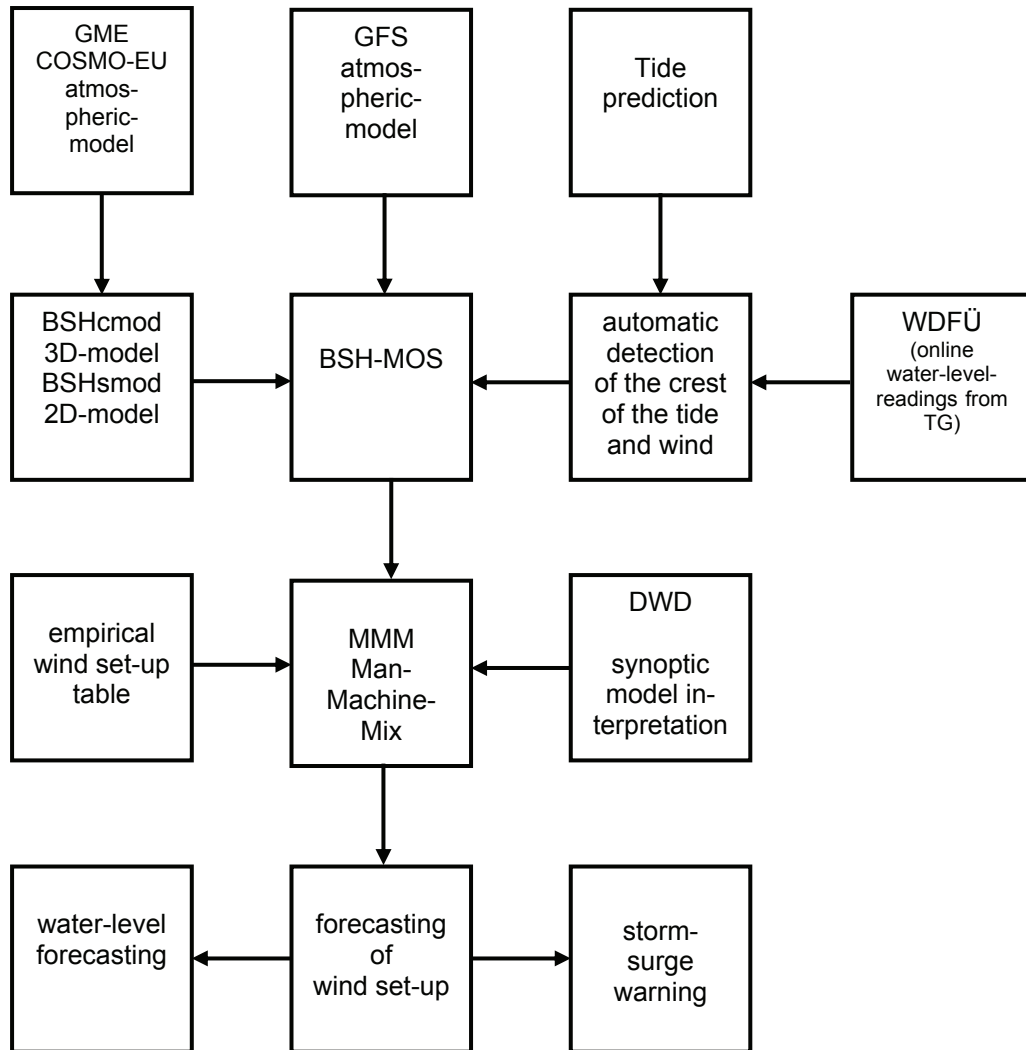 GME
COSMO-EU
atmos-
pheric-
model
GFS
atmos-
pheric-
model
Tide
prediction
BSHcmod
3D-model
BSHsmod
2D-model
BSH-MOS
automatic
detection
of the crest
of the tide
and wind
WDFÜ
(online
water-level-
readings from
TG)
empirical
wind set-up
table
MMM
Man-
Machine-
Mix
DWD
synoptic
model in-
terpretation
water-level
forecasting
forecasting
of
wind set-up
storm-
surge
warning